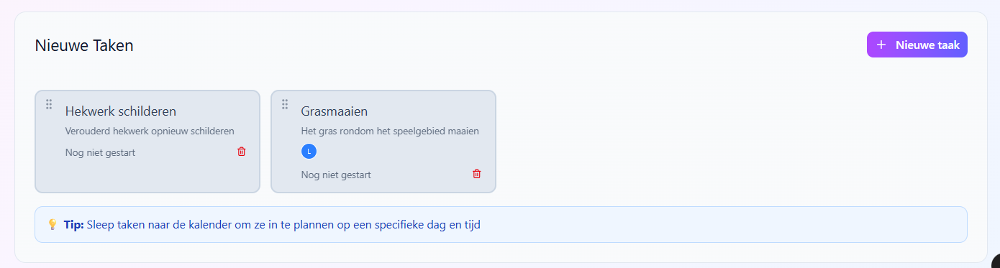 Nieuwe Taken
+ Nieuwe taak
Hekwerk schilderen
Verouderd hekwerk opnieuw schilderen
Nog niet gestart
Grasmaaien
Het gras rondom het speelgebied maaien
L
Nog niet gestart
💡 Tip: Sleep taken naar de kalender om ze in te plannen op een specifieke dag en tijd